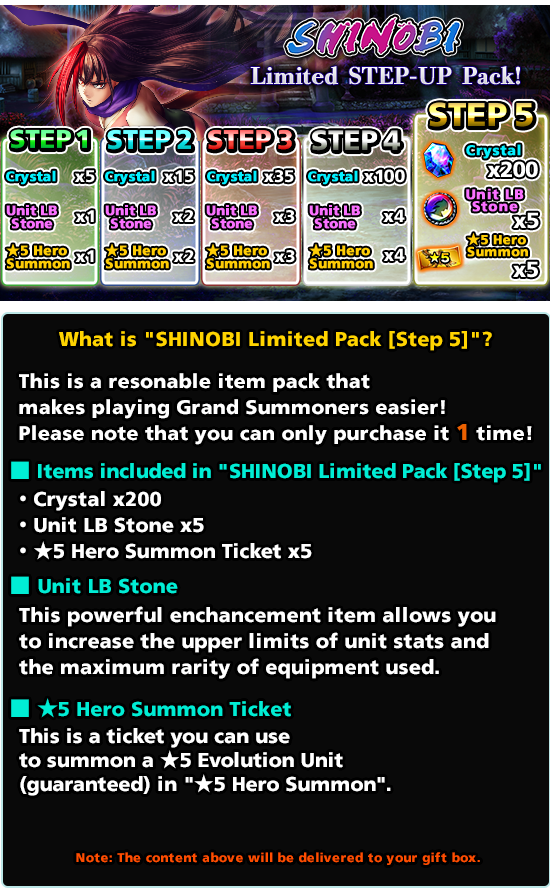 SHINOBI
Limited STEP-UP Pack!
STEP 1
Crystal x5
Unit LB Stone x1
★5 Hero Summon x1
STEP 2
Crystal x15
Unit LB Stone x2
★5 Hero Summon x2
STEP 3
Crystal x35
Unit LB Stone x3
★5 Hero Summon x3
STEP 4
Crystal x100
Unit LB Stone x4
★5 Hero Summon x4
STEP 5
Crystal x200
Unit LB Stone x5
★5
★5 Hero Summon x5
What is "SHINOBI Limited Pack [Step 5]"?
This is a resonable item pack that
makes playing Grand Summoners easier!
Please note that you can only purchase it 1 time!
■ Items included in "SHINOBI Limited Pack [Step 5]"
・Crystal x200
・Unit LB Stone x5
・★5 Hero Summon Ticket x5
■ Unit LB Stone
This powerful enchancement item allows you
to increase the upper limits of unit stats and
the maximum rarity of equipment used.
■ ★5 Hero Summon Ticket
This is a ticket you can use
to summon a ★5 Evolution Unit
(guaranteed) in "★5 Hero Summon".
Note: The content above will be delivered to your gift box.